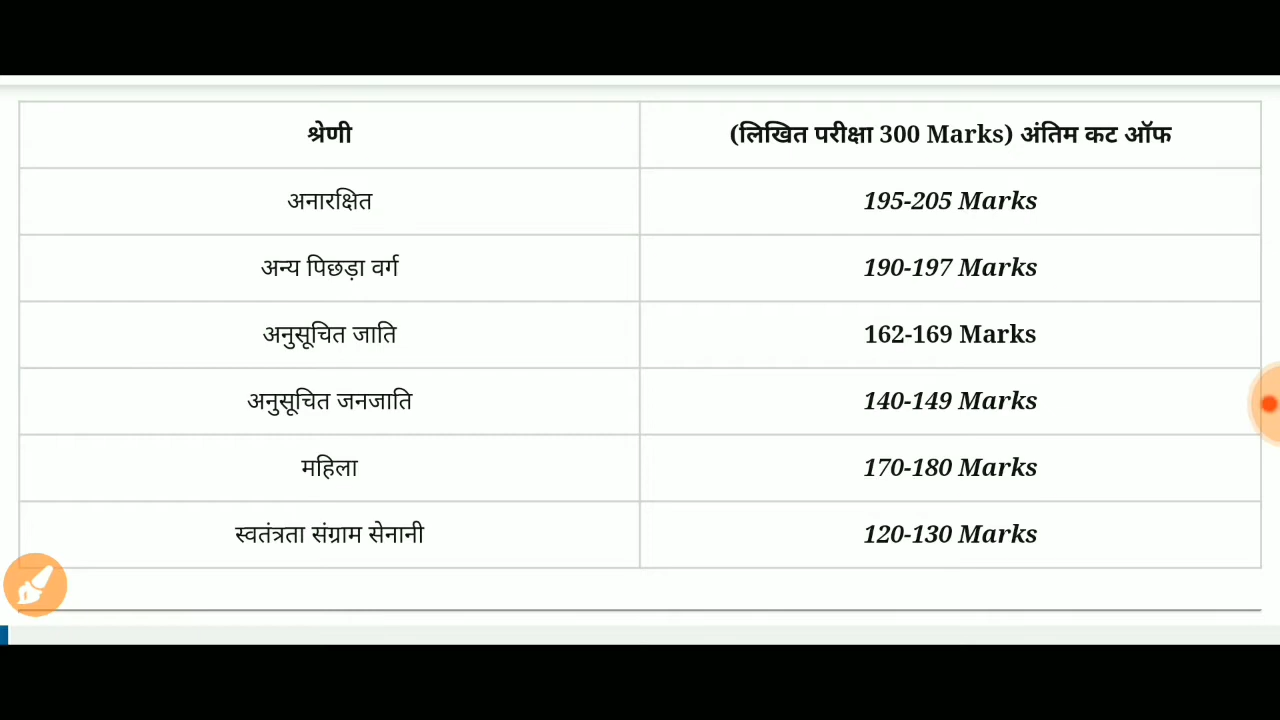 श्रेणी (लिखित परीक्षा 300 Marks) अंतिम कट ऑफ
अनारक्षित 195-205 Marks
अन्य पिछड़ा वर्ग 190-197 Marks
अनुसूचित जाति 162-169 Marks
अनुसूचित जनजाति 140-149 Marks
महिला 170-180 Marks
स्वतंत्रता संग्राम सेनानी 120-130 Marks